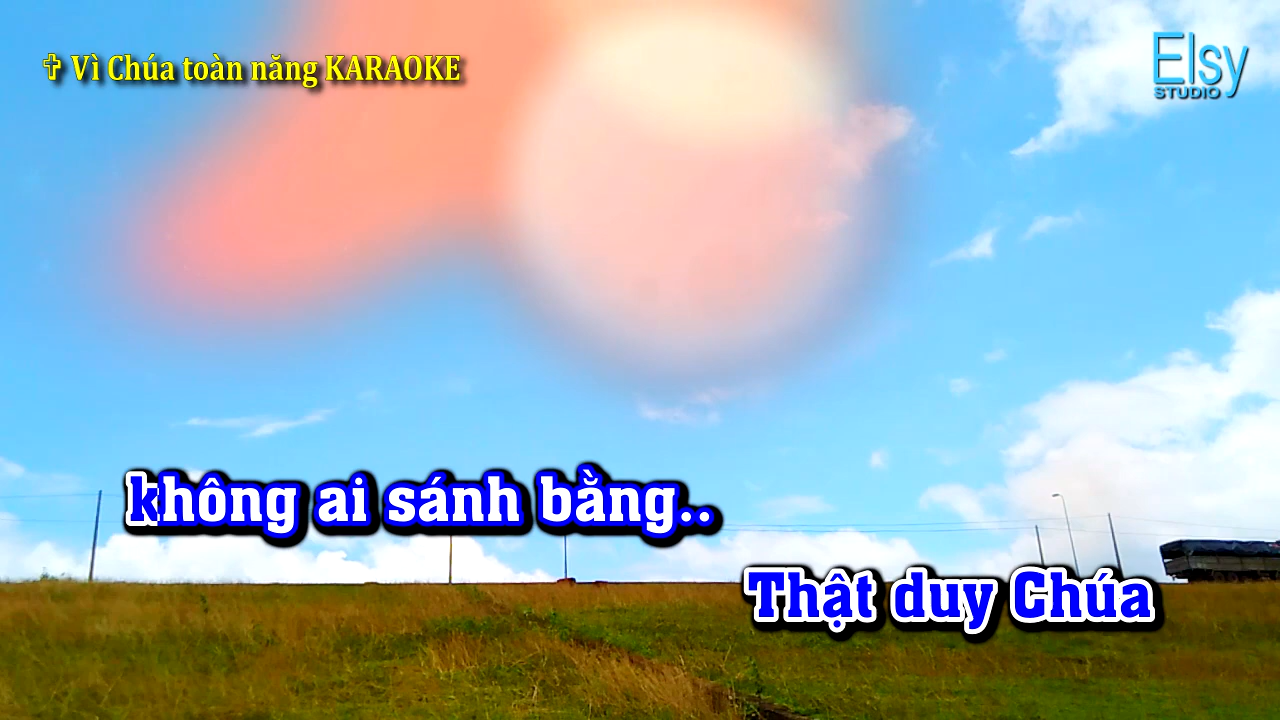 ✞ Vì Chúa toàn năng KARAOKE
Elsy
STUDIO
không ai sánh bằng..
Thật duy Chúa